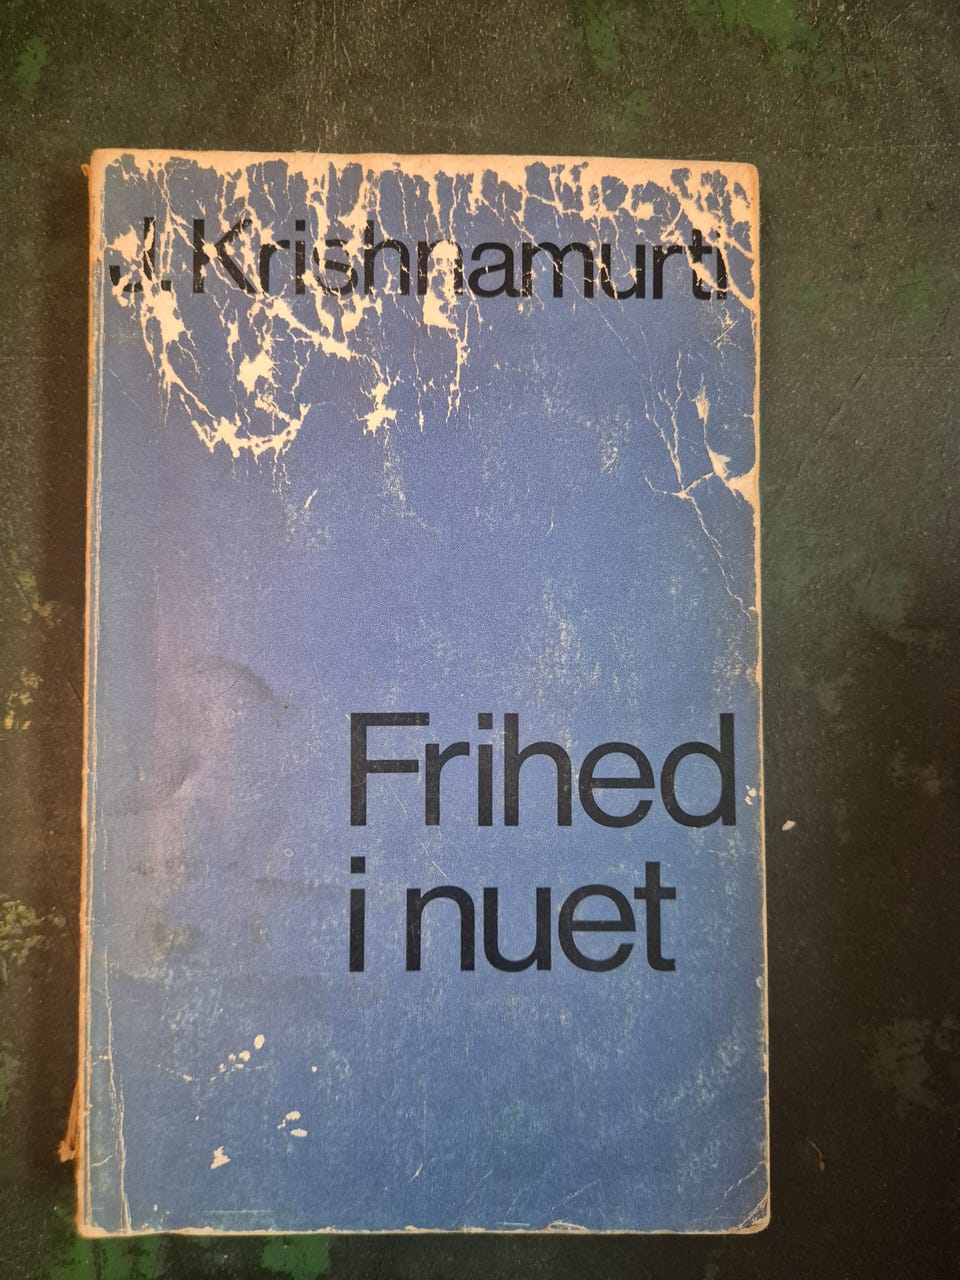 J. Krishnamurti
Frihed
i nuet